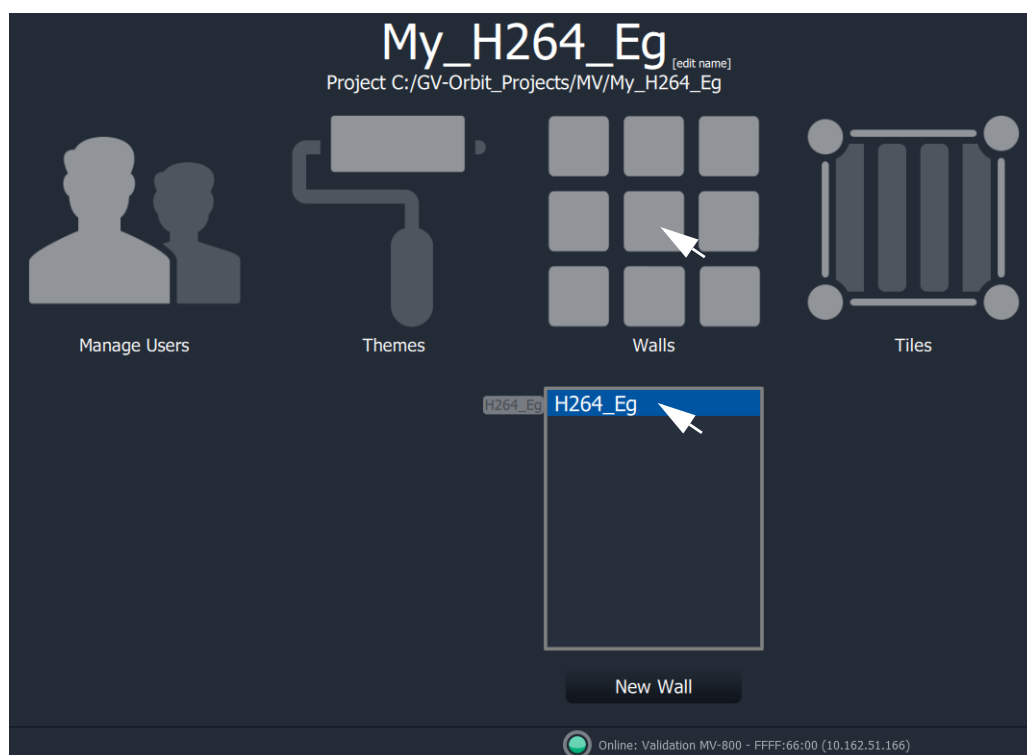 My_H264_Eg [edit name]
Project C:/GV-Orbit_Projects/MV/My_H264_Eg
Manage Users
Themes
Walls
Tiles
H264_Eg
H264_Eg
New Wall
Online: Validation MV-800 - FFFF:66:00 (10.162.51.166)